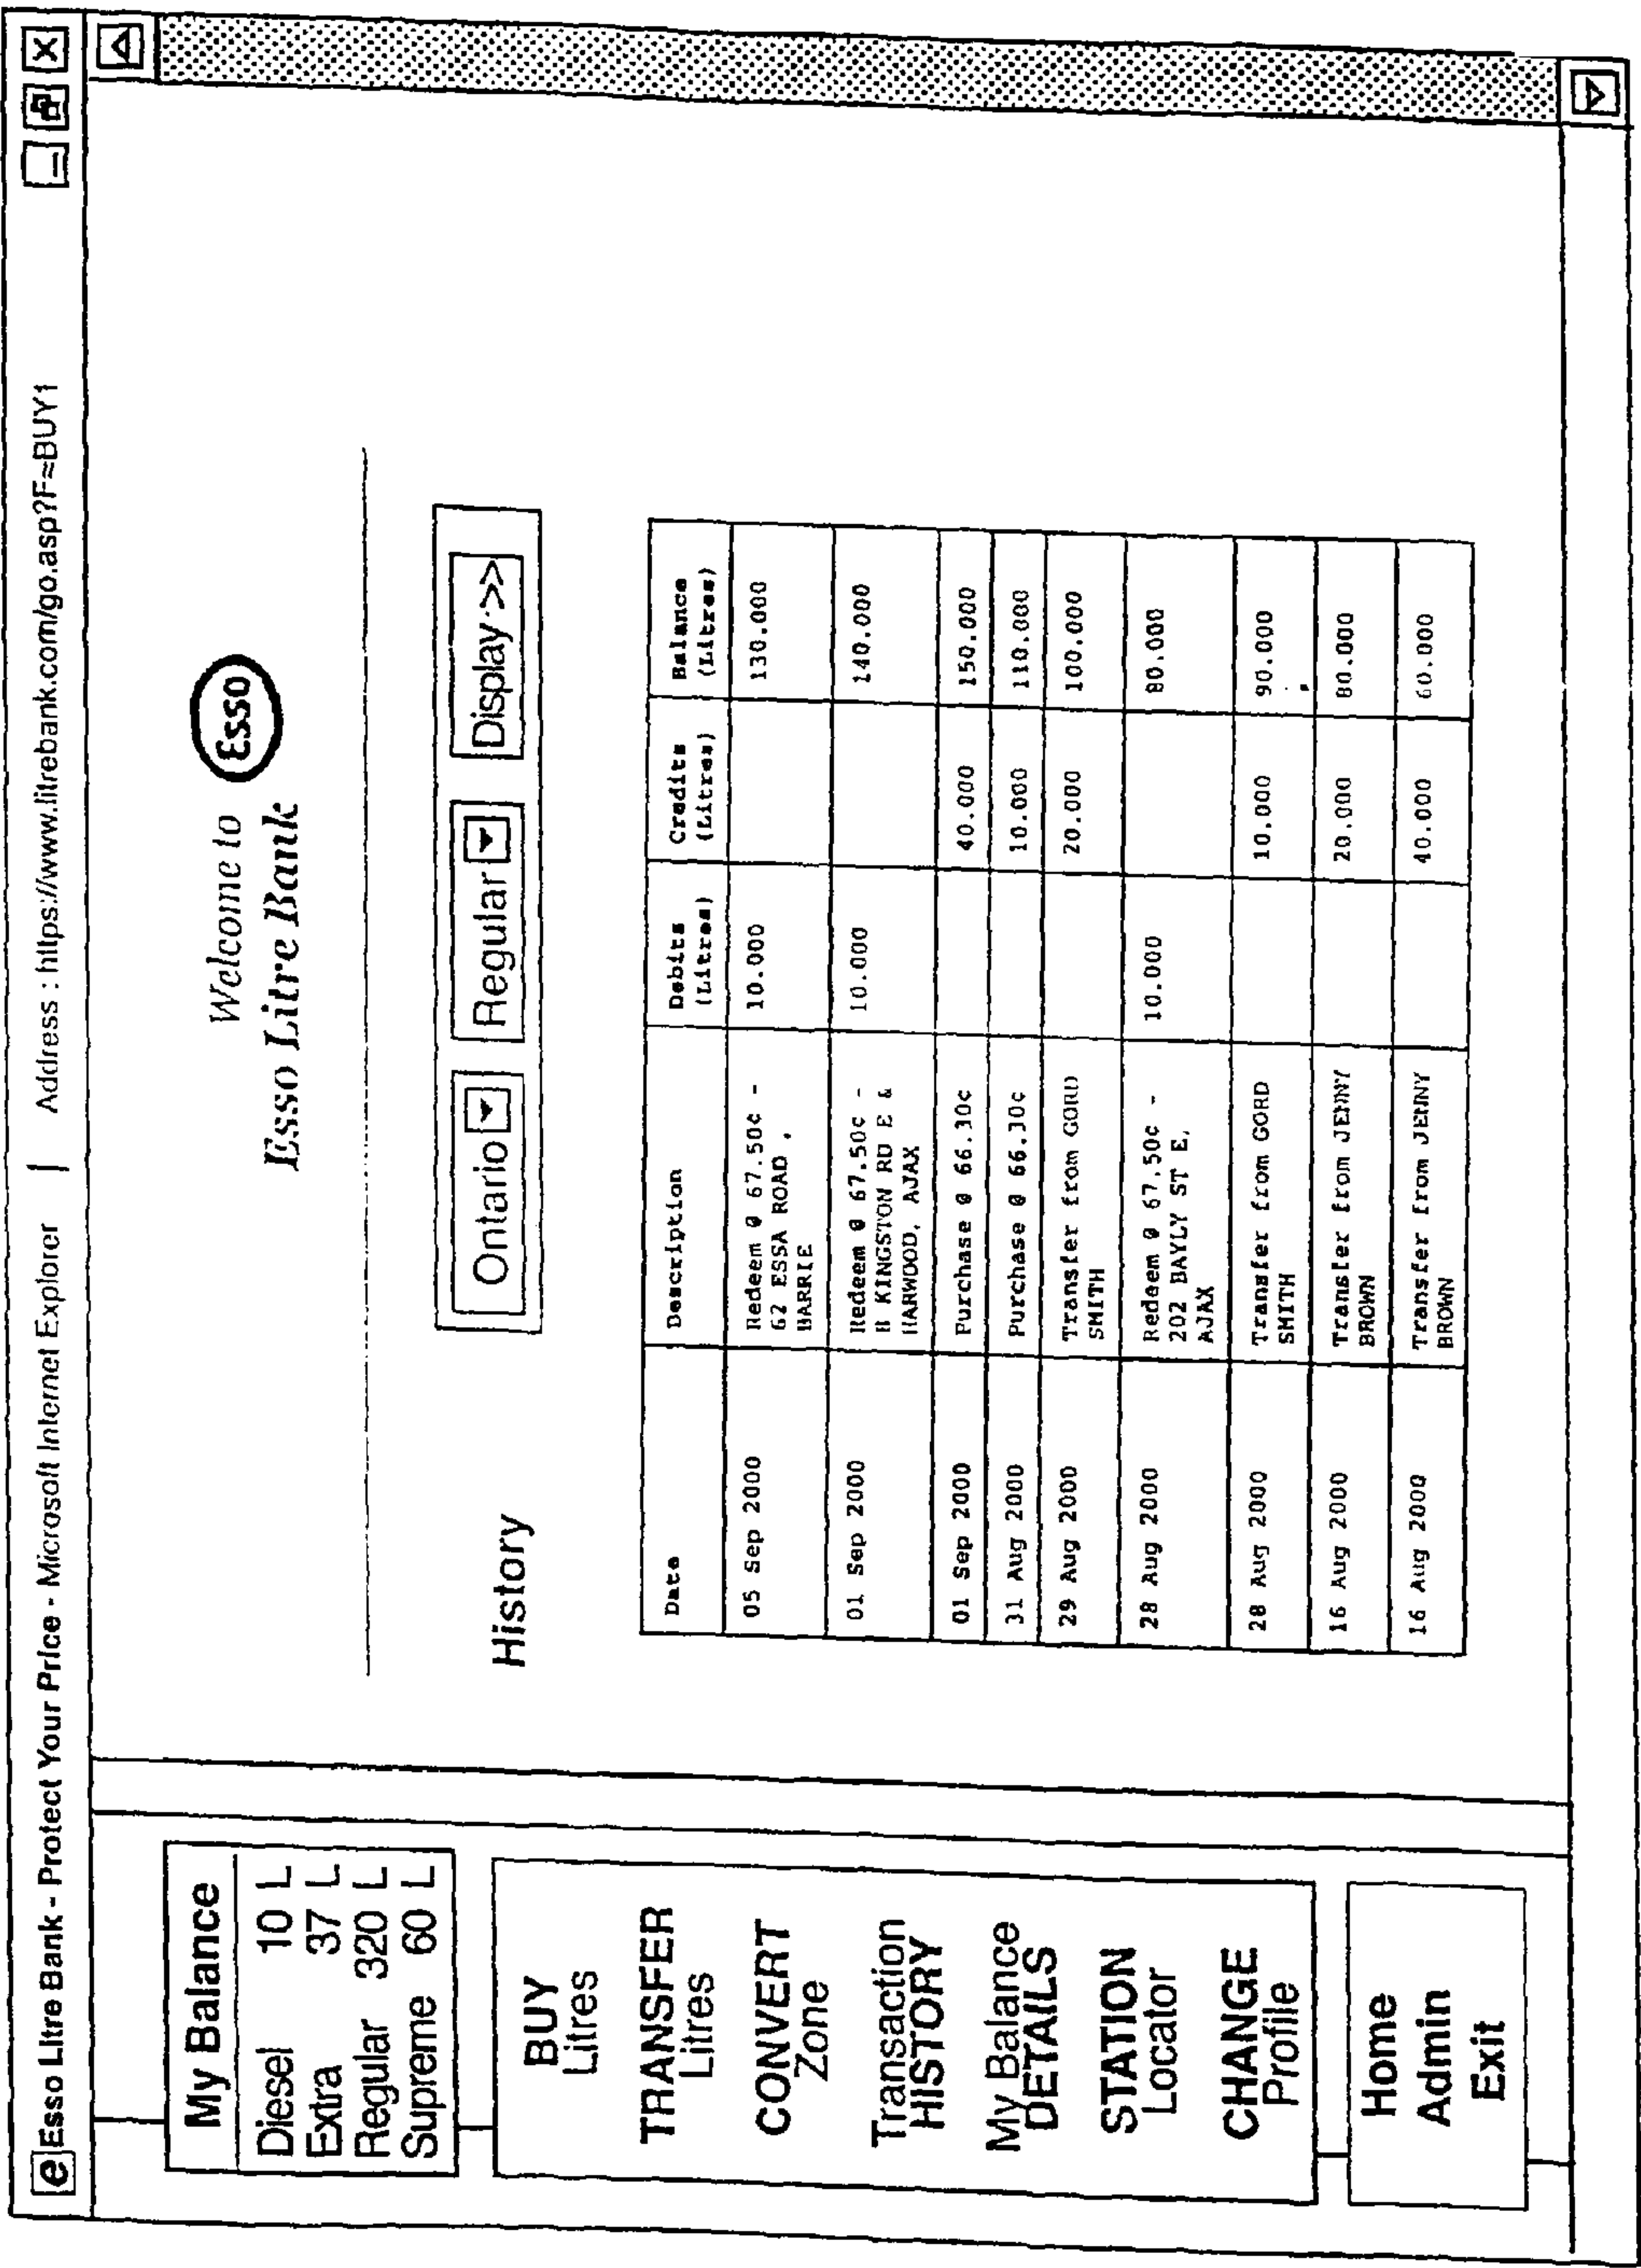 e Esso Litre Bank - Protect Your Price - Microsoft Internet Explorer | Address : https://www.litrebank.com/go.asp?F=BUY1
My Balance
Diesel 10 L
Extra 37 L
Regular 320 L
Supreme 60 L
BUY
Litres
TRANSFER
Litres
CONVERT
Zone
Transaction
HISTORY
My Balance
DETAILS
STATION
Locator
CHANGE
Profile
Home
Admin
Exit
Welcome to Esso
Esso Litre Bank
History Ontario Regular Display >>
Date Description Debits (Litres) Credits (Litres) Balance (Litres)
05 Sep 2000 Redeem @ 67.50¢ - 10.000 130.000
62 ESSA ROAD ,
BARRIE
01 Sep 2000 Redeem @ 67.50¢ - 10.000 140.000
KINGSTON RD E &
HARWOOD, AJAX
01 Sep 2000 Purchase @ 66.30¢ 40.000 150.000
31 Aug 2000 Purchase @ 66.30¢ 10.000 110.000
29 Aug 2000 Transfer from GORD 20.000 100.000
SMITH
28 Aug 2000 Redeem @ 67.50¢ - 10.000 80.000
202 BAYLY ST E,
AJAX
28 Aug 2000 Transfer from GORD 10.000 90.000
SMITH
16 Aug 2000 Transfer from JENNY 20.000 80.000
BROWN
16 Aug 2000 Transfer from JENNY 40.000 60.000
BROWN